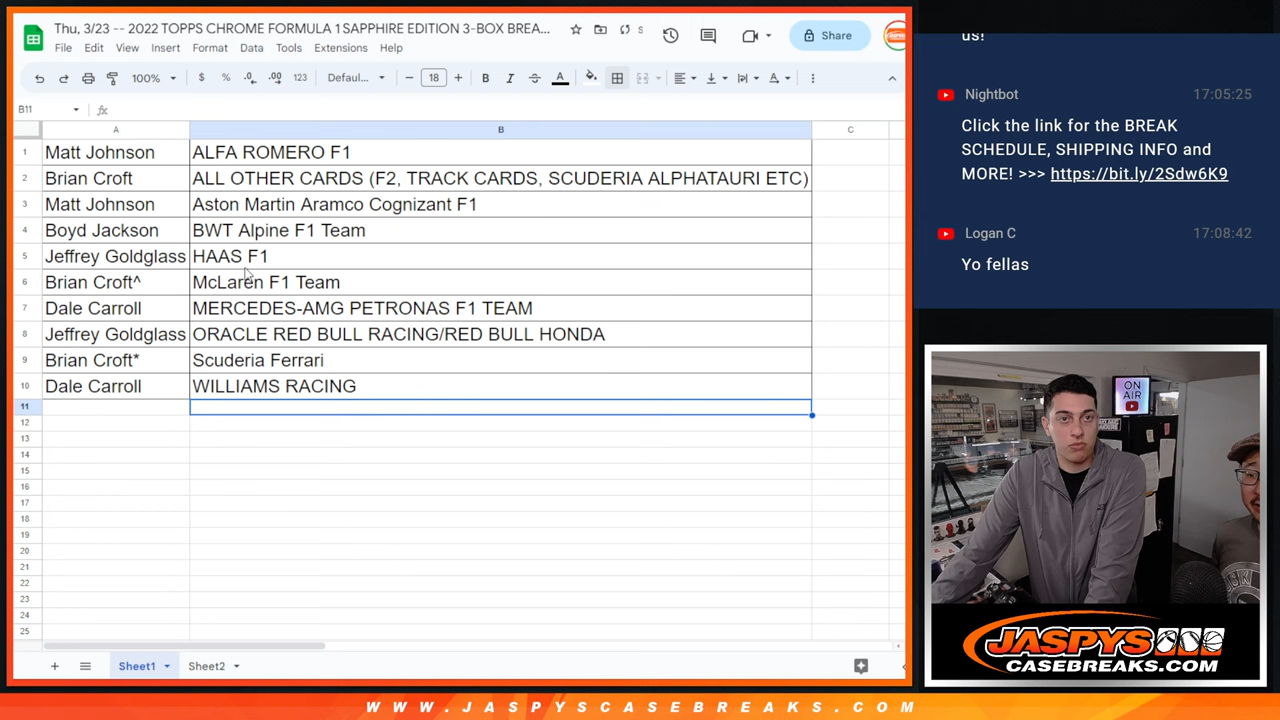 Thu, 3/23 -- 2022 TOPPS CHROME FORMULA 1 SAPPHIRE EDITION 3-BOX BREA...
S
Share
File Edit View Insert Format Data Tools Extensions Help
100% $ % .0 .00 123 Defaul... 18 B I S A
B11 fx
A B C
1 Matt Johnson ALFA ROMERO F1
2 Brian Croft ALL OTHER CARDS (F2, TRACK CARDS, SCUDERIA ALPHATAURI ETC)
3 Matt Johnson Aston Martin Aramco Cognizant F1
4 Boyd Jackson BWT Alpine F1 Team
5 Jeffrey Goldglass HAAS F1
6 Brian Croft^ McLaren F1 Team
7 Dale Carroll MERCEDES-AMG PETRONAS F1 TEAM
8 Jeffrey Goldglass ORACLE RED BULL RACING/RED BULL HONDA
9 Brian Croft* Scuderia Ferrari
10 Dale Carroll WILLIAMS RACING
11
12
13
14
15
16
17
18
19
20
21
22
23
24
25
Sheet1 Sheet2
us!
Nightbot 17:05:25
Click the link for the BREAK
SCHEDULE, SHIPPING INFO and
MORE! >>> https://bit.ly/2Sdw6K9
Logan C 17:08:42
Yo fellas
ON
AIR
JASPYS
CASEBREAKS.COM
WWW.JASPYSCASEBREAKS.COM